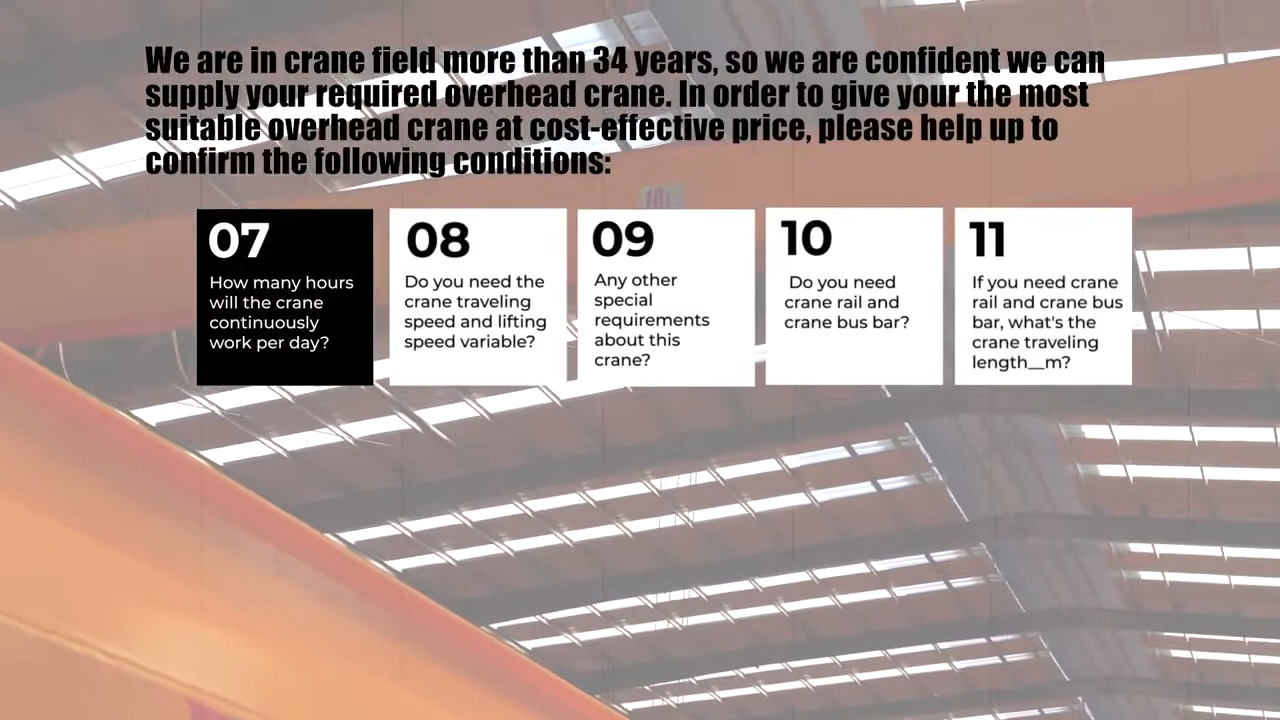 We are in crane field more than 34 years, so we are confident we can
supply your required overhead crane. In order to give your the most
suitable overhead crane at cost-effective price, please help up to
confirm the following conditions:
07
How many hours
will the crane
continuously
work per day?
08
Do you need the
crane traveling
speed and lifting
speed variable?
09
Any other
special
requirements
about this
crane?
10
Do you need
crane rail and
crane bus bar?
11
If you need crane
rail and crane bus
bar, what's the
crane traveling
length__m?